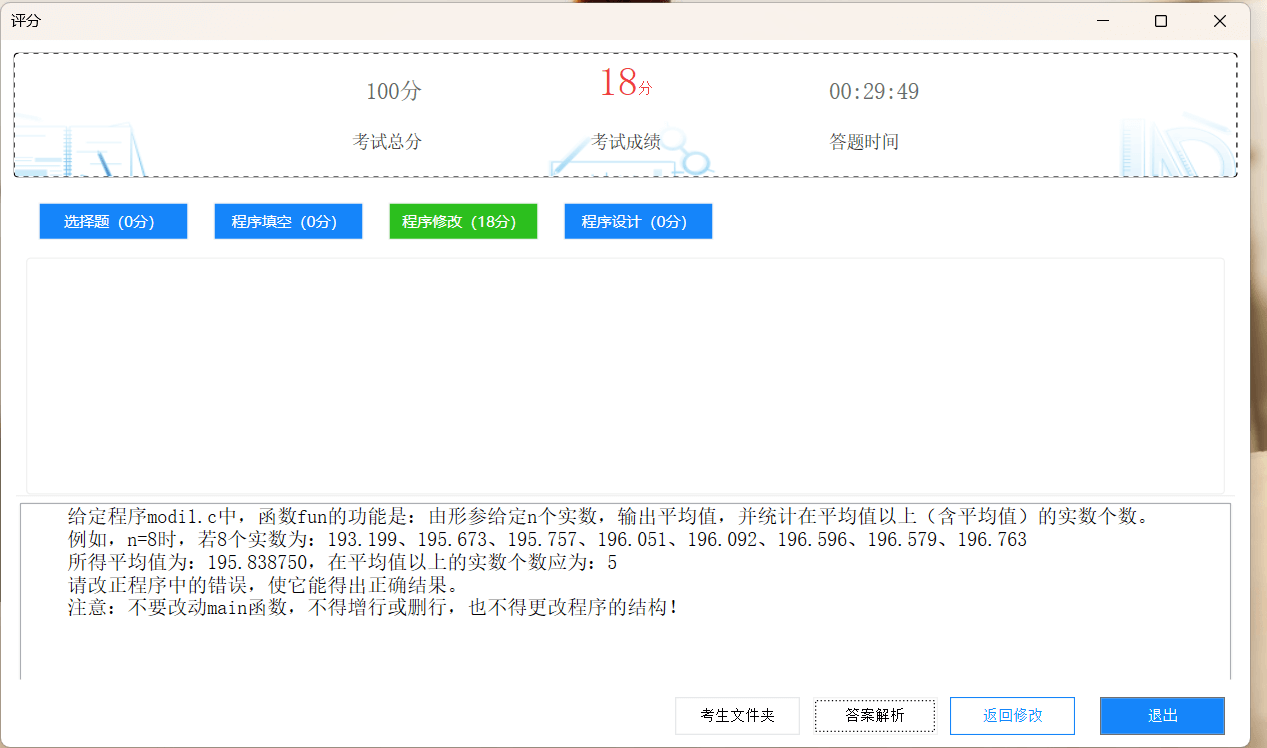 评分
100分
18分
00:29:49
考试总分
考试成绩
答题时间
选择题（0分）
程序填空（0分）
程序修改（18分）
程序设计（0分）
给定程序modi1.c中，函数fun的功能是：由形参给定n个实数，输出平均值，并统计在平均值以上（含平均值）的实数个数。
例如，n=8时，若8个实数为：193.199、195.673、195.757、196.051、196.092、196.596、196.579、196.763
所得平均值为：195.838750，在平均值以上的实数个数应为：5
请改正程序中的错误，使它能得出正确结果。
注意：不要改动main函数，不得增行或删行，也不得更改程序的结构！
考生文件夹
答案解析
返回修改
退出